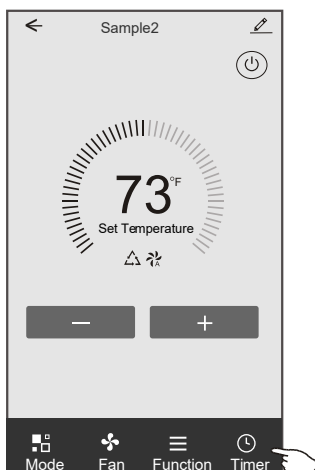 Sample2
73°F
Set Temperature
A
Mode Fan Function Timer